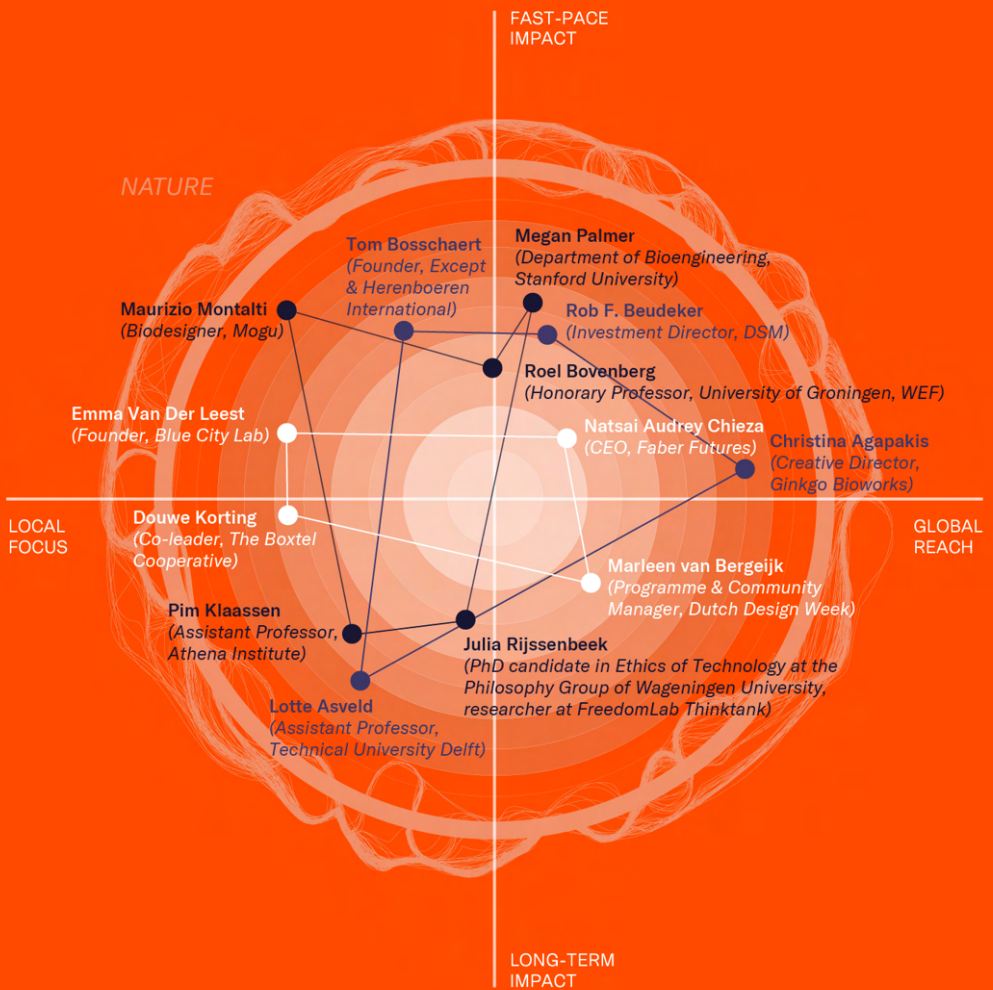 FAST-PACE
IMPACT
NATURE
Tom Bosschaert
(Founder, Except
& Herenboeren
International)
Megan Palmer
(Department of Bioengineering,
Stanford University)
Maurizio Montalti
(Biodesigner, Mogu)
Rob F. Beudeker
(Investment Director, DSM)
Roel Bovenberg
(Honorary Professor, University of Groningen, WEF)
Emma Van Der Leest
(Founder, Blue City Lab)
Natsai Audrey Chieza
(CEO, Faber Futures)
Christina Agapakis
(Creative Director,
Ginkgo Bioworks)
LOCAL
FOCUS
Douwe Korting
(Co-leader, The Boxtel
Cooperative)
GLOBAL
REACH
Marleen van Bergeijk
(Programme & Community
Manager, Dutch Design Week)
Pim Klaassen
(Assistant Professor,
Athena Institute)
Julia Rijssenbeek
(PhD candidate in Ethics of Technology at the
Philosophy Group of Wageningen University,
researcher at FreedomLab Thinktank)
Lotte Asveld
(Assistant Professor,
Technical University Delft)
LONG-TERM
IMPACT